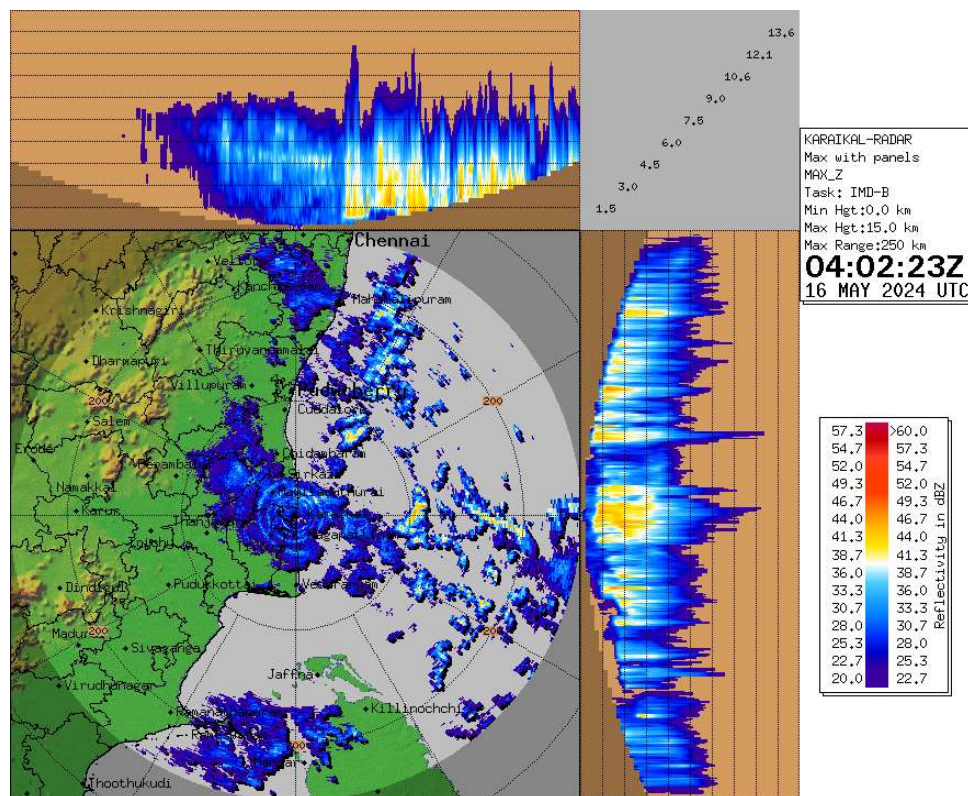 13.6
12.1
10.6
9.0
7.5
6.0
4.5
3.0
1.5
KARAIKAL-RADAR
Max with panels
MAX_Z
Task: IMD-B
Min Hgt:0.0 km
Max Hgt:15.0 km
Max Range:250 km
04:02:23Z
16 MAY 2024 UTC
Chennai
Kanchipuram
Mahabalipuram
Krishnagiri
Thiruvannamalai
Dharmapuri
Villupuram
200
200
Cuddalore
Salem
Chidambaram
Erode
Sirkazhi
Namakkal
Mayiladathurai
Karur
Pudukkottai
Vedaranyam
Dindigul
200
200
Madurai
Sivaganga
Jaffna
Virudhunagar
Killinochchi
200
Thoothukudi
57.3 >60.0
54.7 57.3
52.0 54.7
49.3 52.0
46.7 49.3
44.0 46.7
41.3 44.0
38.7 41.3
36.0 38.7
33.3 36.0
30.7 33.3
28.0 30.7
25.3 28.0
22.7 25.3
20.0 22.7
Reflectivity in dBZ